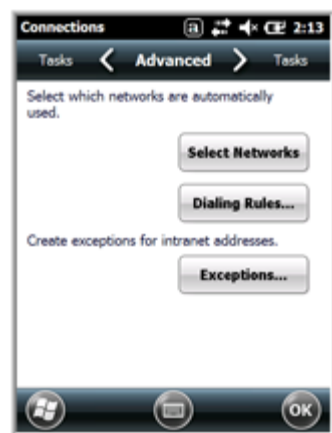 Connections a 2:13
Tasks Advanced Tasks
Select which networks are automatically
used.
Select Networks
Dialing Rules...
Create exceptions for intranet addresses.
Exceptions...
OK